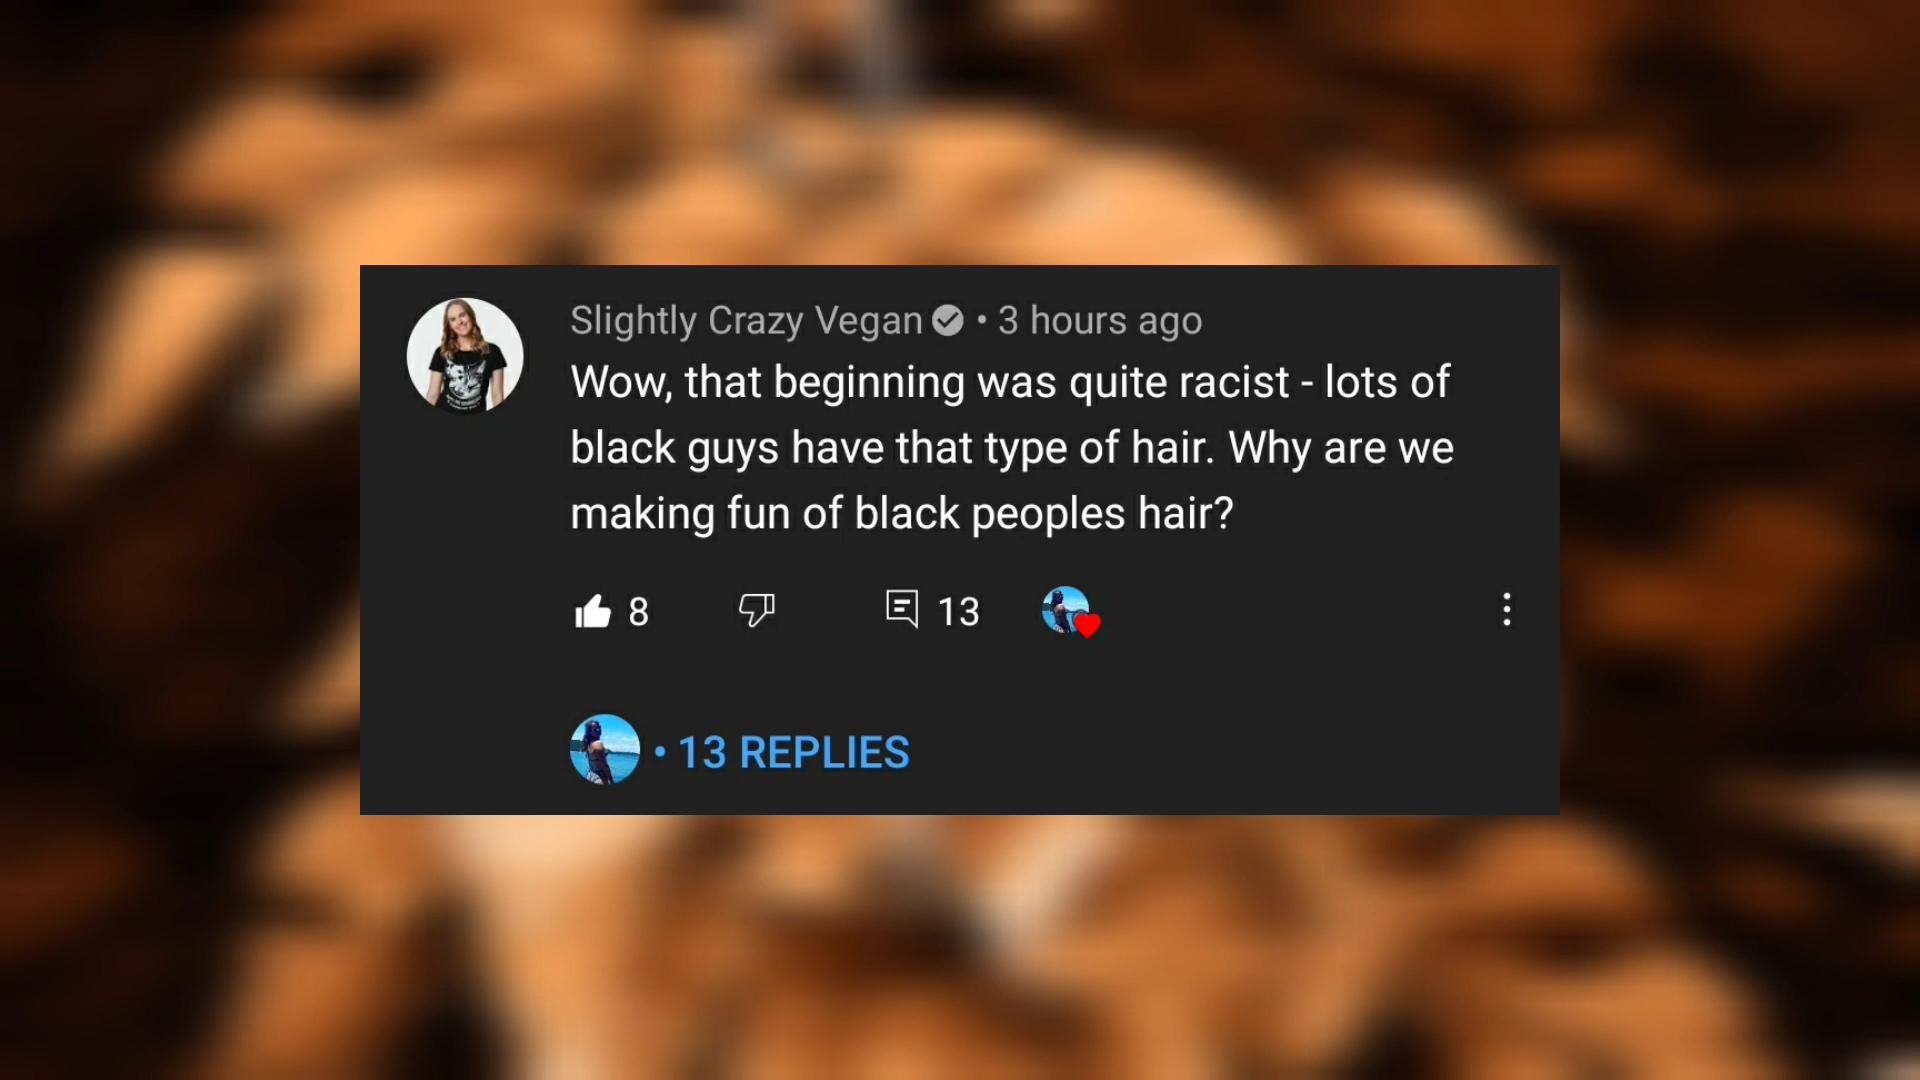 Slightly Crazy Vegan • 3 hours ago
Wow, that beginning was quite racist - lots of
black guys have that type of hair. Why are we
making fun of black peoples hair?
8 13
• 13 REPLIES